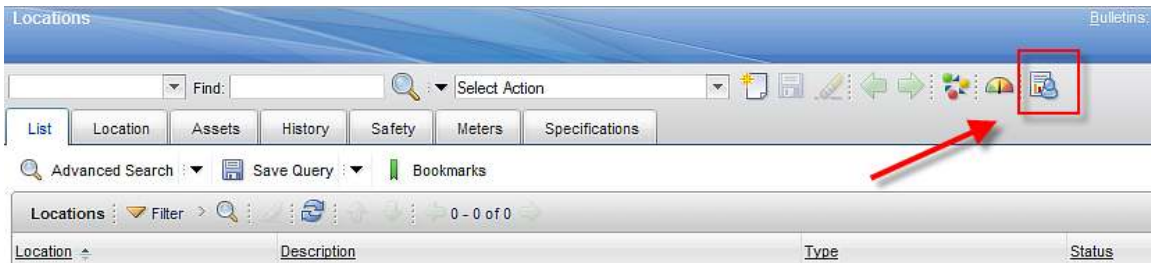 Locations Bulletins:
Find: Select Action
List Location Assets History Safety Meters Specifications
Advanced Search Save Query Bookmarks
Locations Filter > 0 - 0 of 0
Location Description Type Status